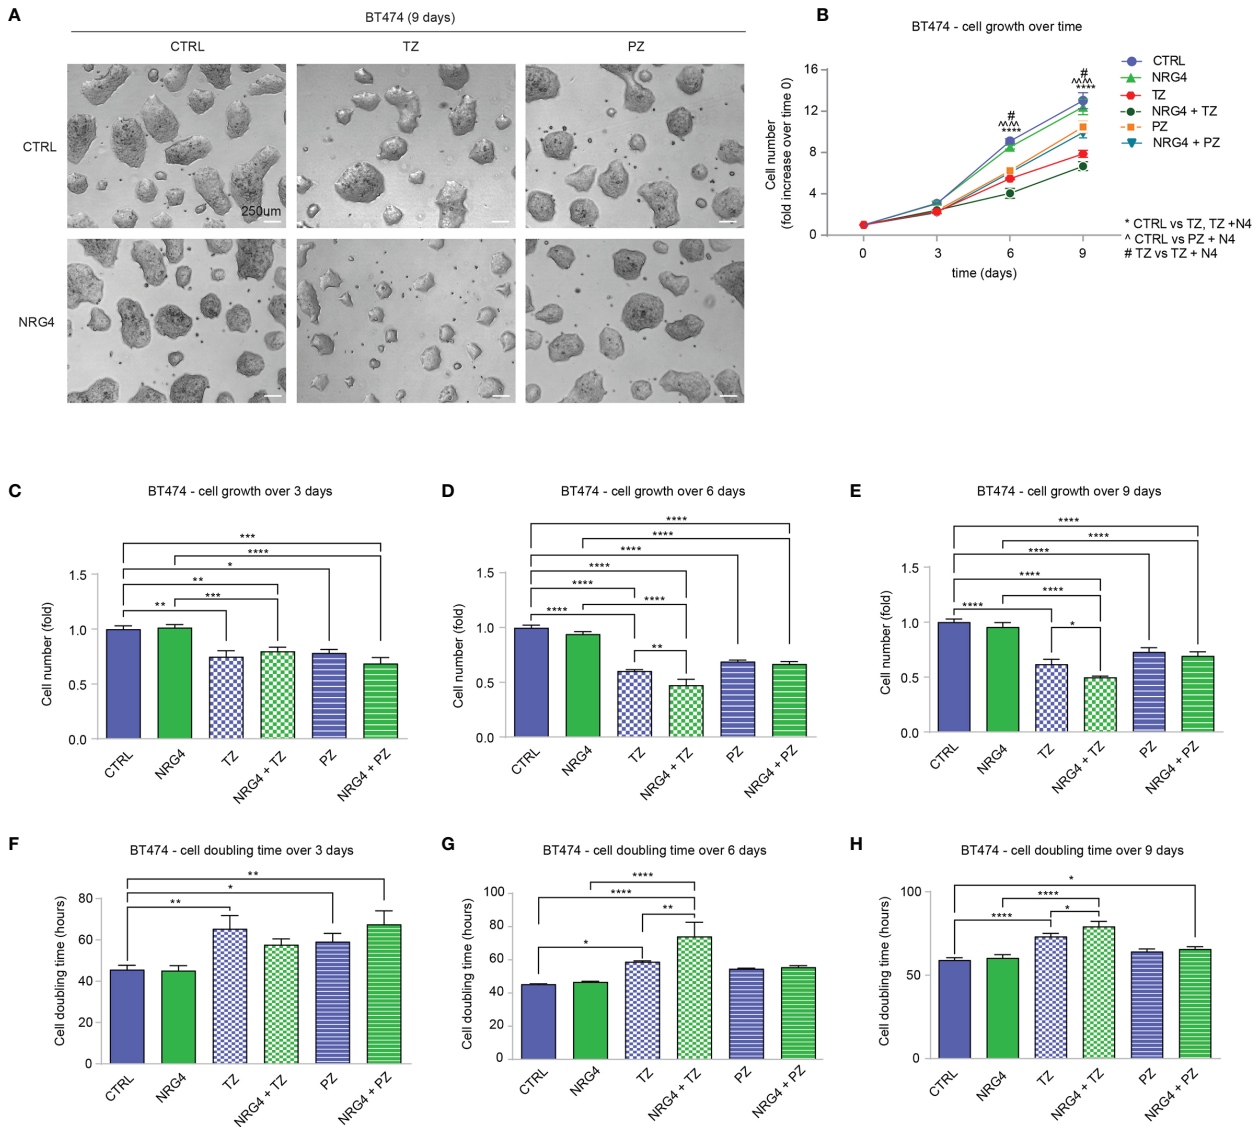 A
BT474 (9 days)
CTRL
TZ
PZ
CTRL
250um
NRG4
B
BT474 - cell growth over time
Cell number
(fold increase over time 0)
16
12
8
4
0
0
3
6
9
time (days)
#
^^^^
****
#
^^^^
****
CTRL
NRG4
TZ
NRG4 + TZ
PZ
NRG4 + PZ
* CTRL vs TZ, TZ +N4
^ CTRL vs PZ + N4
# TZ vs TZ + N4
C
BT474 - cell growth over 3 days
Cell number (fold)
1.5
1.0
0.5
0.0
***
****
*
**
***
**
CTRL
NRG4
TZ
NRG4 + TZ
PZ
NRG4 + PZ
D
BT474 - cell growth over 6 days
Cell number (fold)
1.5
1.0
0.5
0.0
****
****
****
****
****
****
****
**
CTRL
NRG4
TZ
NRG4 + TZ
PZ
NRG4 + PZ
E
BT474 - cell growth over 9 days
Cell number (fold)
1.5
1.0
0.5
0.0
****
****
****
****
****
****
*
CTRL
NRG4
TZ
NRG4 + TZ
PZ
NRG4 + PZ
F
BT474 - cell doubling time over 3 days
Cell doubling time (hours)
80
60
40
20
0
**
*
**
CTRL
NRG4
TZ
NRG4 + TZ
PZ
NRG4 + PZ
G
BT474 - cell doubling time over 6 days
Cell doubling time (hours)
100
80
60
40
20
0
****
****
**
*
CTRL
NRG4
TZ
NRG4 + TZ
PZ
NRG4 + PZ
H
BT474 - cell doubling time over 9 days
Cell doubling time (hours)
100
50
0
*
****
*
****
CTRL
NRG4
TZ
NRG4 + TZ
PZ
NRG4 + PZ